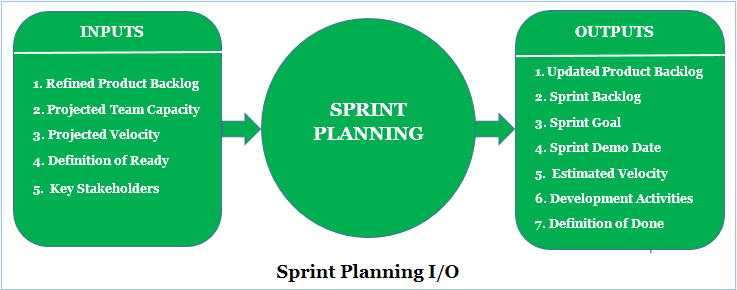 INPUTS
1. Refined Product Backlog
2. Projected Team Capacity
3. Projected Velocity
4. Definition of Ready
5. Key Stakeholders
SPRINT
PLANNING
OUTPUTS
1. Updated Product Backlog
2. Sprint Backlog
3. Sprint Goal
4. Sprint Demo Date
5. Estimated Velocity
6. Development Activities
7. Definition of Done
Sprint Planning I/O